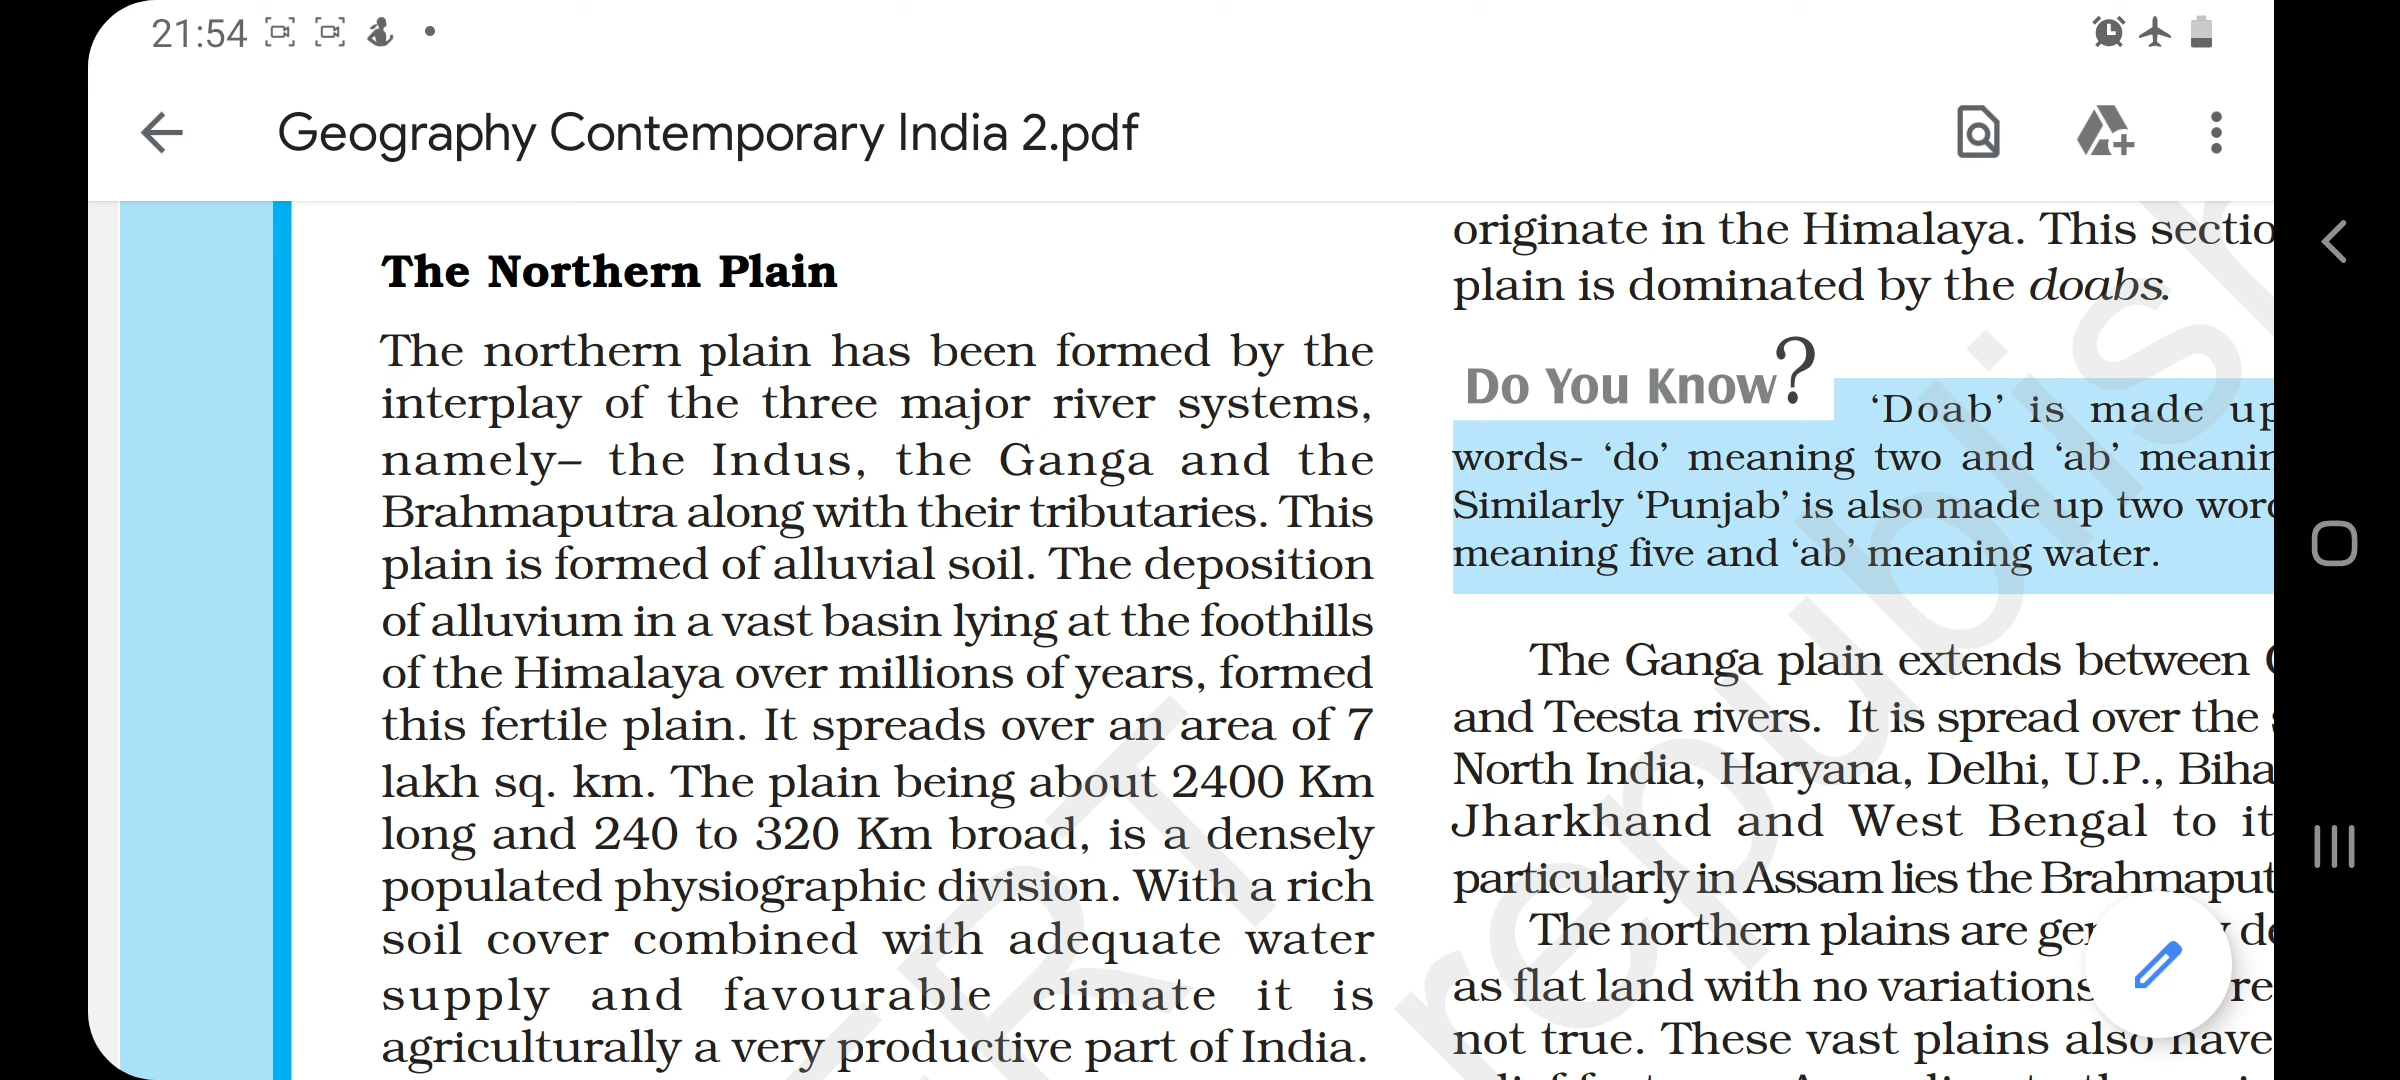 21:54
Geography Contemporary India 2.pdf
The Northern Plain
The northern plain has been formed by the
interplay of the three major river systems,
namely– the Indus, the Ganga and the
Brahmaputra along with their tributaries. This
plain is formed of alluvial soil. The deposition
of alluvium in a vast basin lying at the foothills
of the Himalaya over millions of years, formed
this fertile plain. It spreads over an area of 7
lakh sq. km. The plain being about 2400 Km
long and 240 to 320 Km broad, is a densely
populated physiographic division. With a rich
soil cover combined with adequate water
supply and favourable climate it is
agriculturally a very productive part of India.
originate in the Himalaya. This sectio
plain is dominated by the doabs.
Do You Know?
‘Doab’ is made up
words- ‘do’ meaning two and ‘ab’ meanin
Similarly ‘Punjab’ is also made up two word
meaning five and ‘ab’ meaning water.
The Ganga plain extends between
and Teesta rivers. It is spread over the
North India, Haryana, Delhi, U.P., Biha
Jharkhand and West Bengal to it
particularly in Assam lies the Brahmaput
The northern plains are de
as flat land with no variations re
not true. These vast plains also have
republis